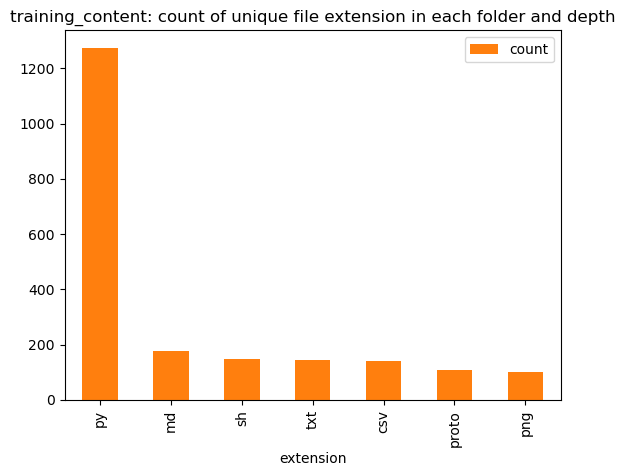 training_content: count of unique file extension in each folder and depth
count
1200
1000
800
600
400
200
0
py
md
sh
txt
csv
proto
png
extension